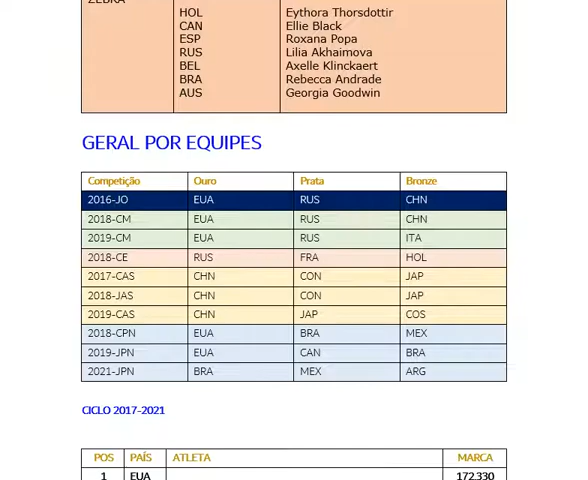 ZEBRA
HOL Eythora Thorsdottir
CAN Ellie Black
ESP Roxana Popa
RUS Lilia Akhaimova
BEL Axelle Klinckaert
BRA Rebecca Andrade
AUS Georgia Goodwin
GERAL POR EQUIPES
Competição Ouro Prata Bronze
2016-JO EUA RUS CHN
2018-CM EUA RUS CHN
2019-CM EUA RUS ITA
2018-CE RUS FRA HOL
2017-CAS CHN CON JAP
2018-JAS CHN CON JAP
2019-CAS CHN JAP COS
2018-CPN EUA BRA MEX
2019-JPN EUA CAN BRA
2021-JPN BRA MEX ARG
CICLO 2017-2021
POS PAÍS ATLETA MARCA
1 EUA 172.330